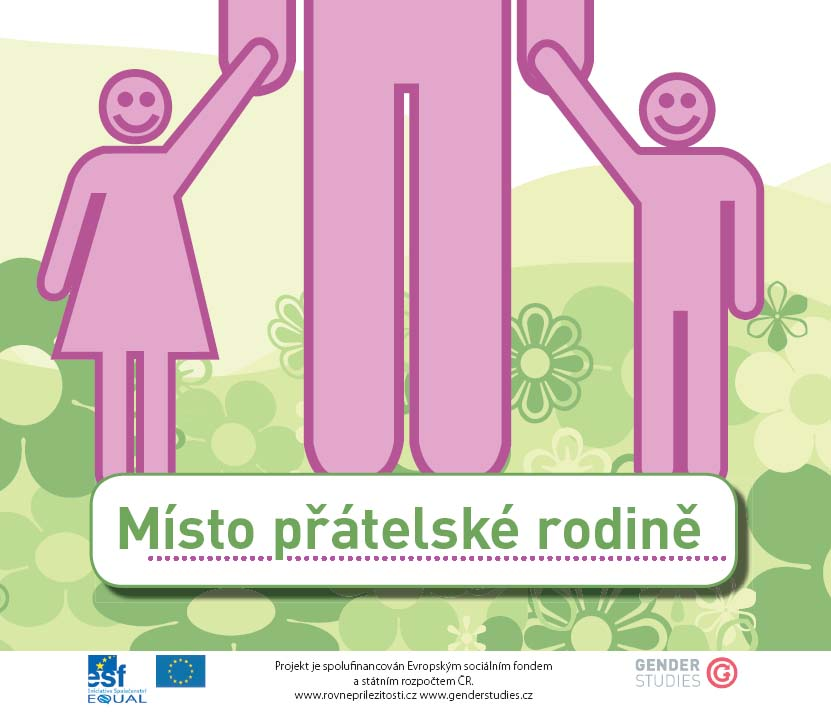 Místo přátelské rodině
esf
Iniciativa Společenství
EQUAL
Projekt je spolufinancován Evropským sociálním fondem
a státním rozpočtem ČR.
www.rovneprilezitosti.cz www.genderstudies.cz
GENDER
STUDIES
G